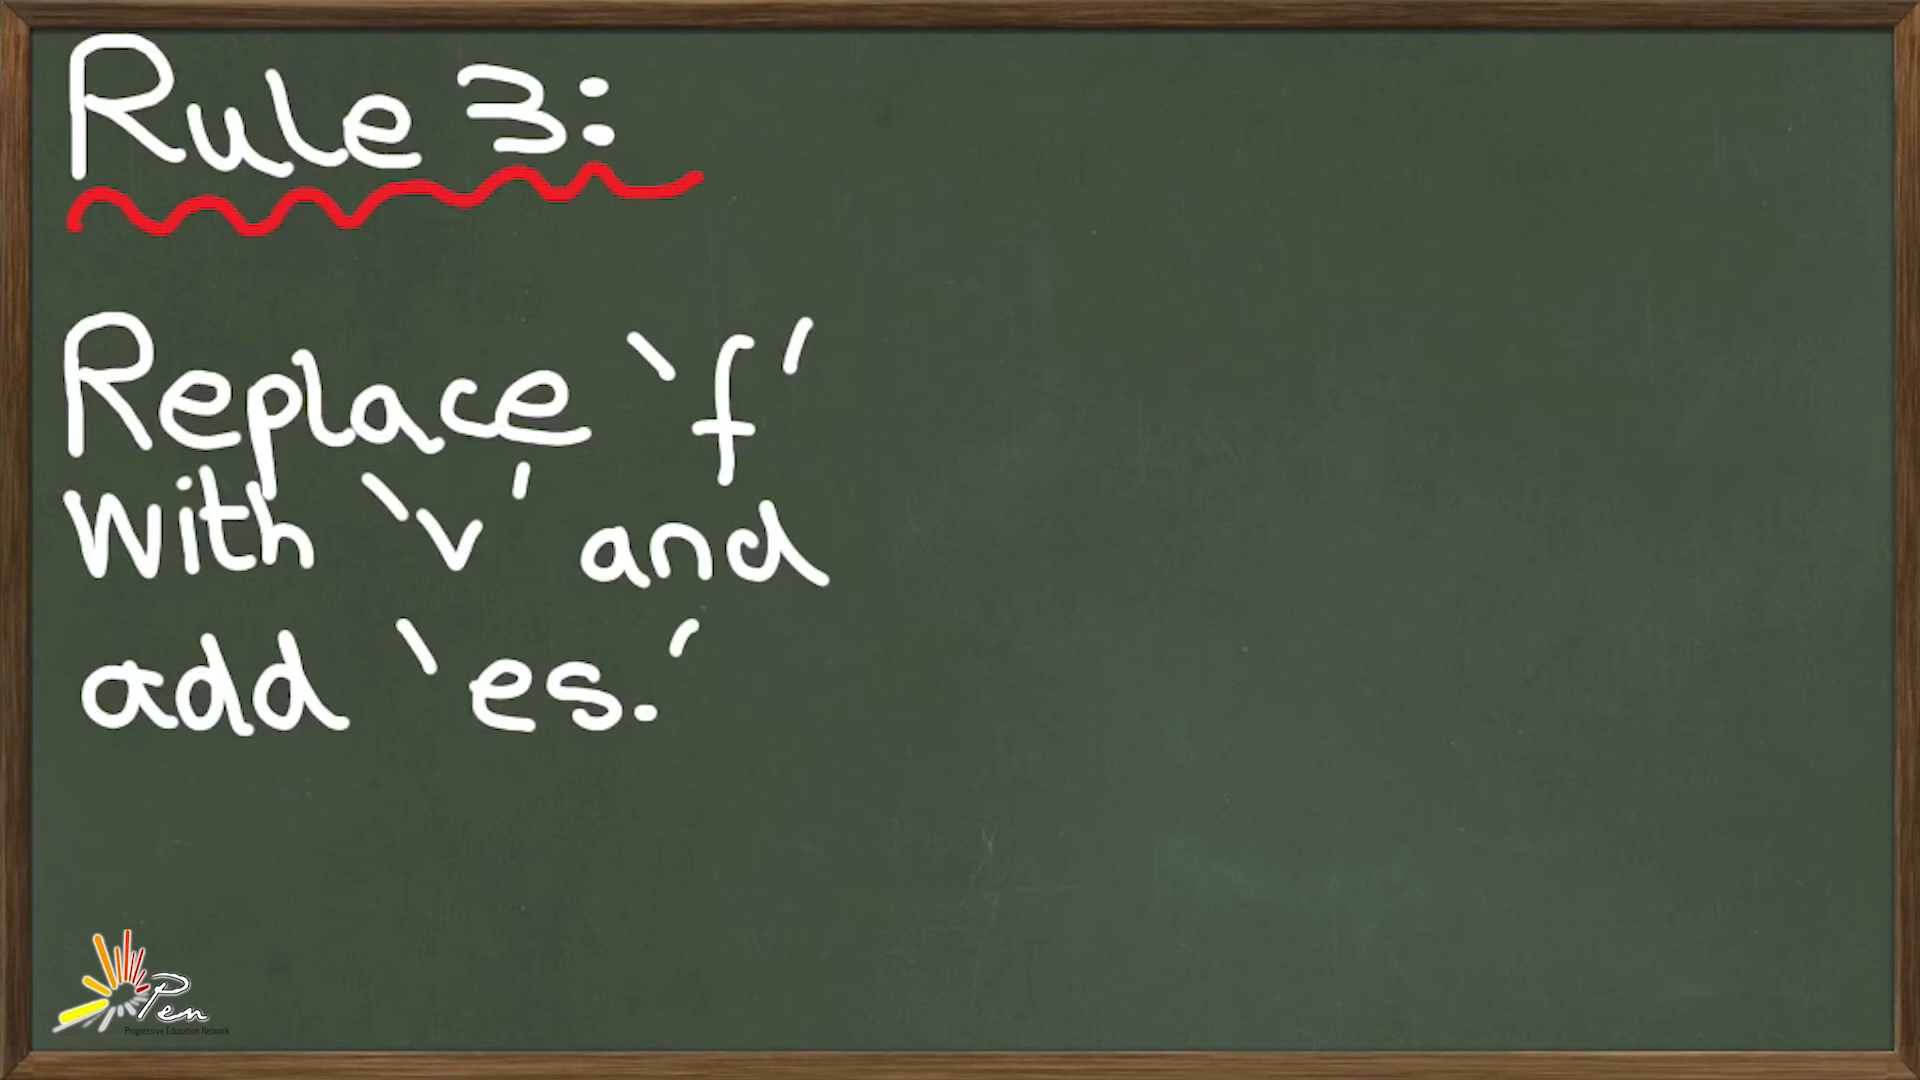 Rule 3:
Replace 'f'
with 'v' and
add 'es.'
Pen
Progressive Education Network